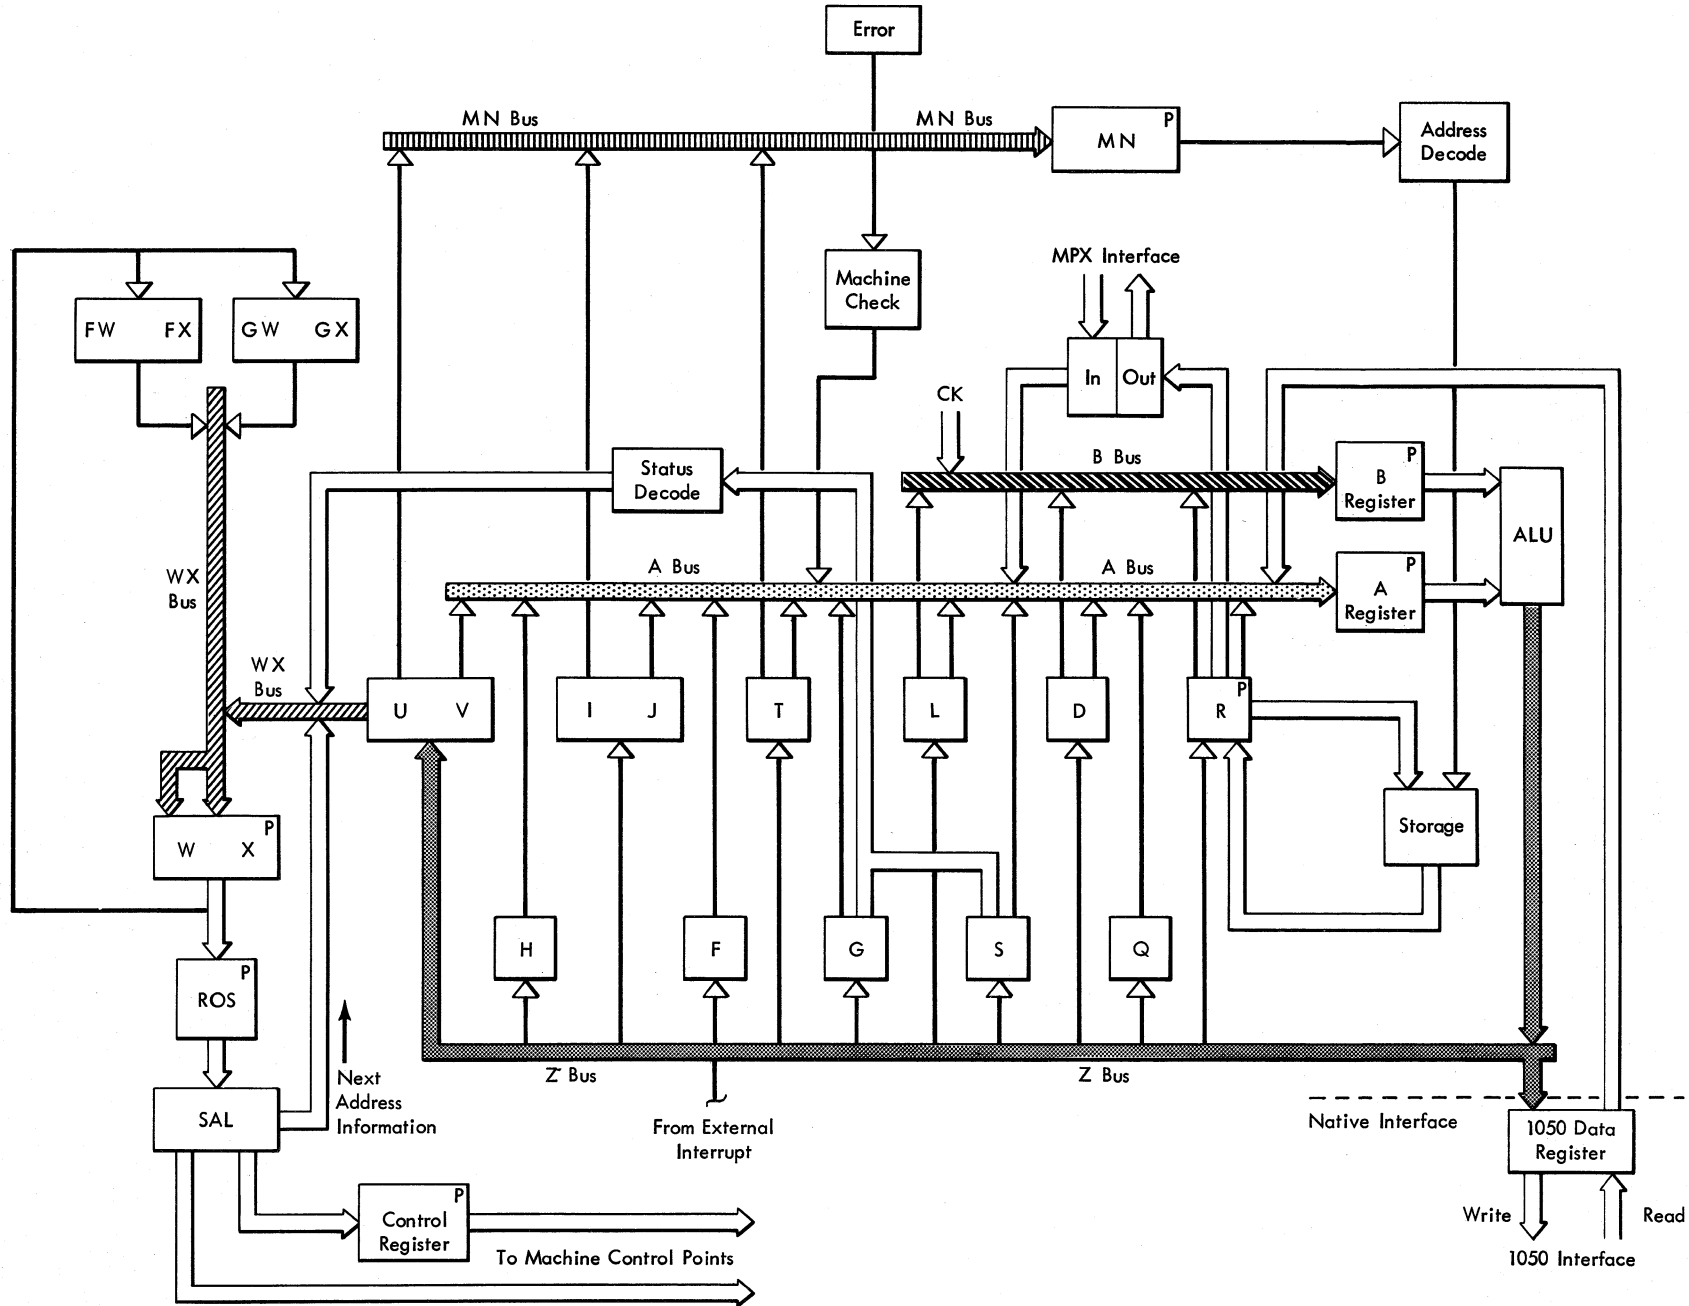 Error
MN Bus
MN Bus
MN
P
Address
Decode
MPX Interface
Machine
Check
FW FX
GW GX
In
Out
CK
Status
Decode
B Bus
P
B
Register
ALU
WX
Bus
A Bus
A Bus
P
A
Register
WX
Bus
U V
I J
T
L
D
P
R
Storage
P
W X
H
F
G
S
Q
P
ROS
Next
Address
Information
Z Bus
Z Bus
SAL
From External
Interrupt
Native Interface
1050 Data
Register
P
Control
Register
Write
Read
To Machine Control Points
1050 Interface